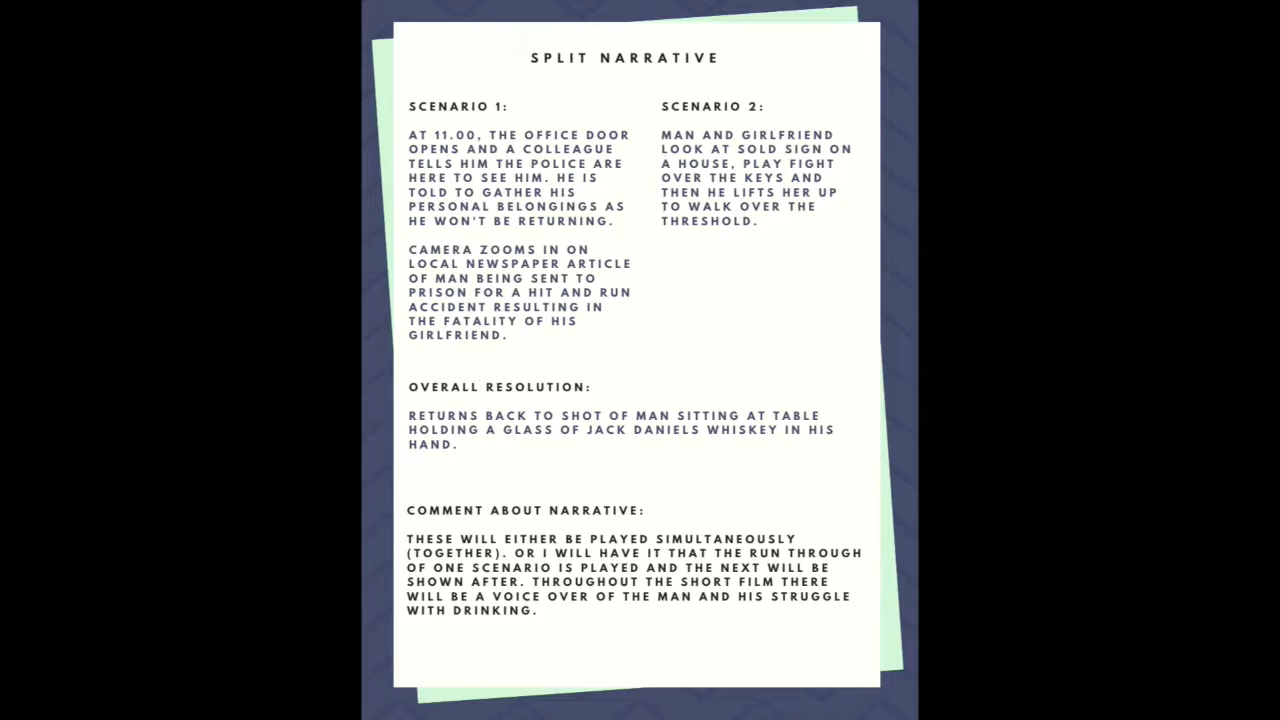 SPLIT NARRATIVE
SCENARIO 1:
AT 11.00, THE OFFICE DOOR
OPENS AND A COLLEAGUE
TELLS HIM THE POLICE ARE
HERE TO SEE HIM. HE IS
TOLD TO GATHER HIS
PERSONAL BELONGINGS AS
HE WON'T BE RETURNING.
CAMERA ZOOMS IN ON
LOCAL NEWSPAPER ARTICLE
OF MAN BEING SENT TO
PRISON FOR A HIT AND RUN
ACCIDENT RESULTING IN
THE FATALITY OF HIS
GIRLFRIEND.
SCENARIO 2:
MAN AND GIRLFRIEND
LOOK AT SOLD SIGN ON
A HOUSE, PLAY FIGHT
OVER THE KEYS AND
THEN HE LIFTS HER UP
TO WALK OVER THE
THRESHOLD.
OVERALL RESOLUTION:
RETURNS BACK TO SHOT OF MAN SITTING AT TABLE
HOLDING A GLASS OF JACK DANIELS WHISKEY IN HIS
HAND.
COMMENT ABOUT NARRATIVE:
THESE WILL EITHER BE PLAYED SIMULTANEOUSLY
(TOGETHER). OR I WILL HAVE IT THAT THE RUN THROUGH
OF ONE SCENARIO IS PLAYED AND THE NEXT WILL BE
SHOWN AFTER. THROUGHOUT THE SHORT FILM THERE
WILL BE A VOICE OVER OF THE MAN AND HIS STRUGGLE
WITH DRINKING.